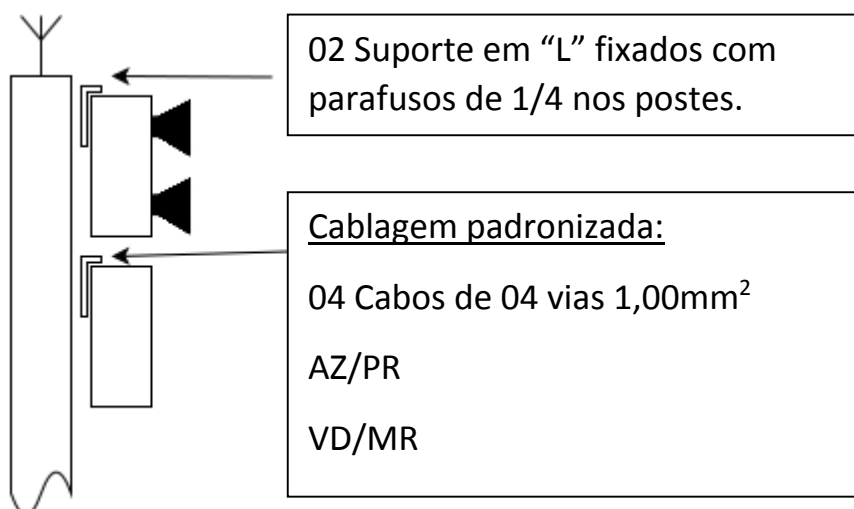 02 Suporte em “L” fixados com
parafusos de 1/4 nos postes.
Cablagem padronizada:
04 Cabos de 04 vias 1,00mm²
AZ/PR
VD/MR